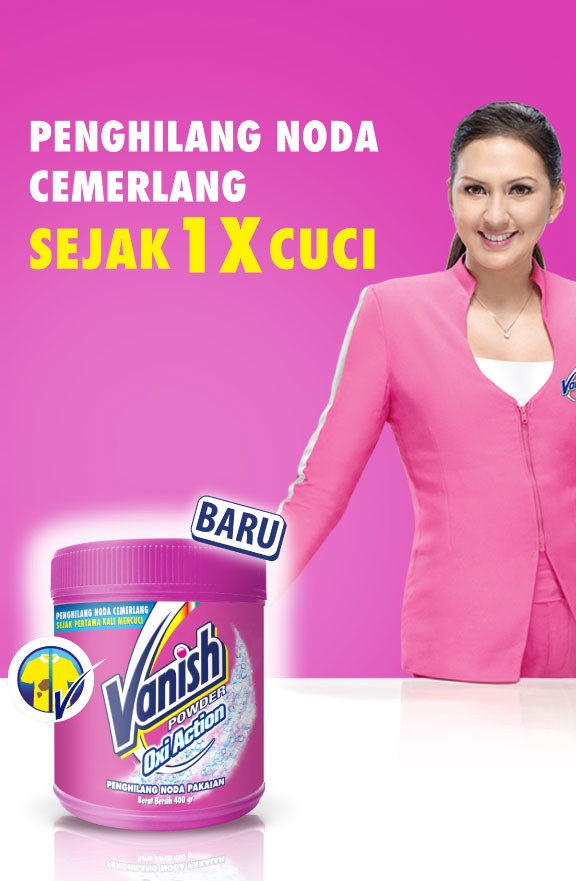 PENGHILANG NODA
CEMERLANG
SEJAK 1X CUCI
BARU
PENGHILANG NODA CEMERLANG
SEJAK PERTAMA KALI MENCUCI
Vanish
POWDER
Oxi Action
PENGHILANG NODA PAKAIAN
Berat Bersih 400 gr